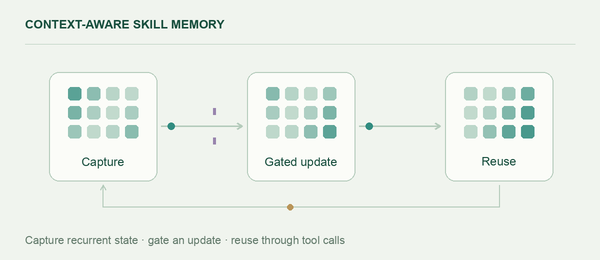 CONTEXT-AWARE SKILL MEMORY
Capture
Gated update
Reuse
Capture recurrent state · gate an update · reuse through tool calls